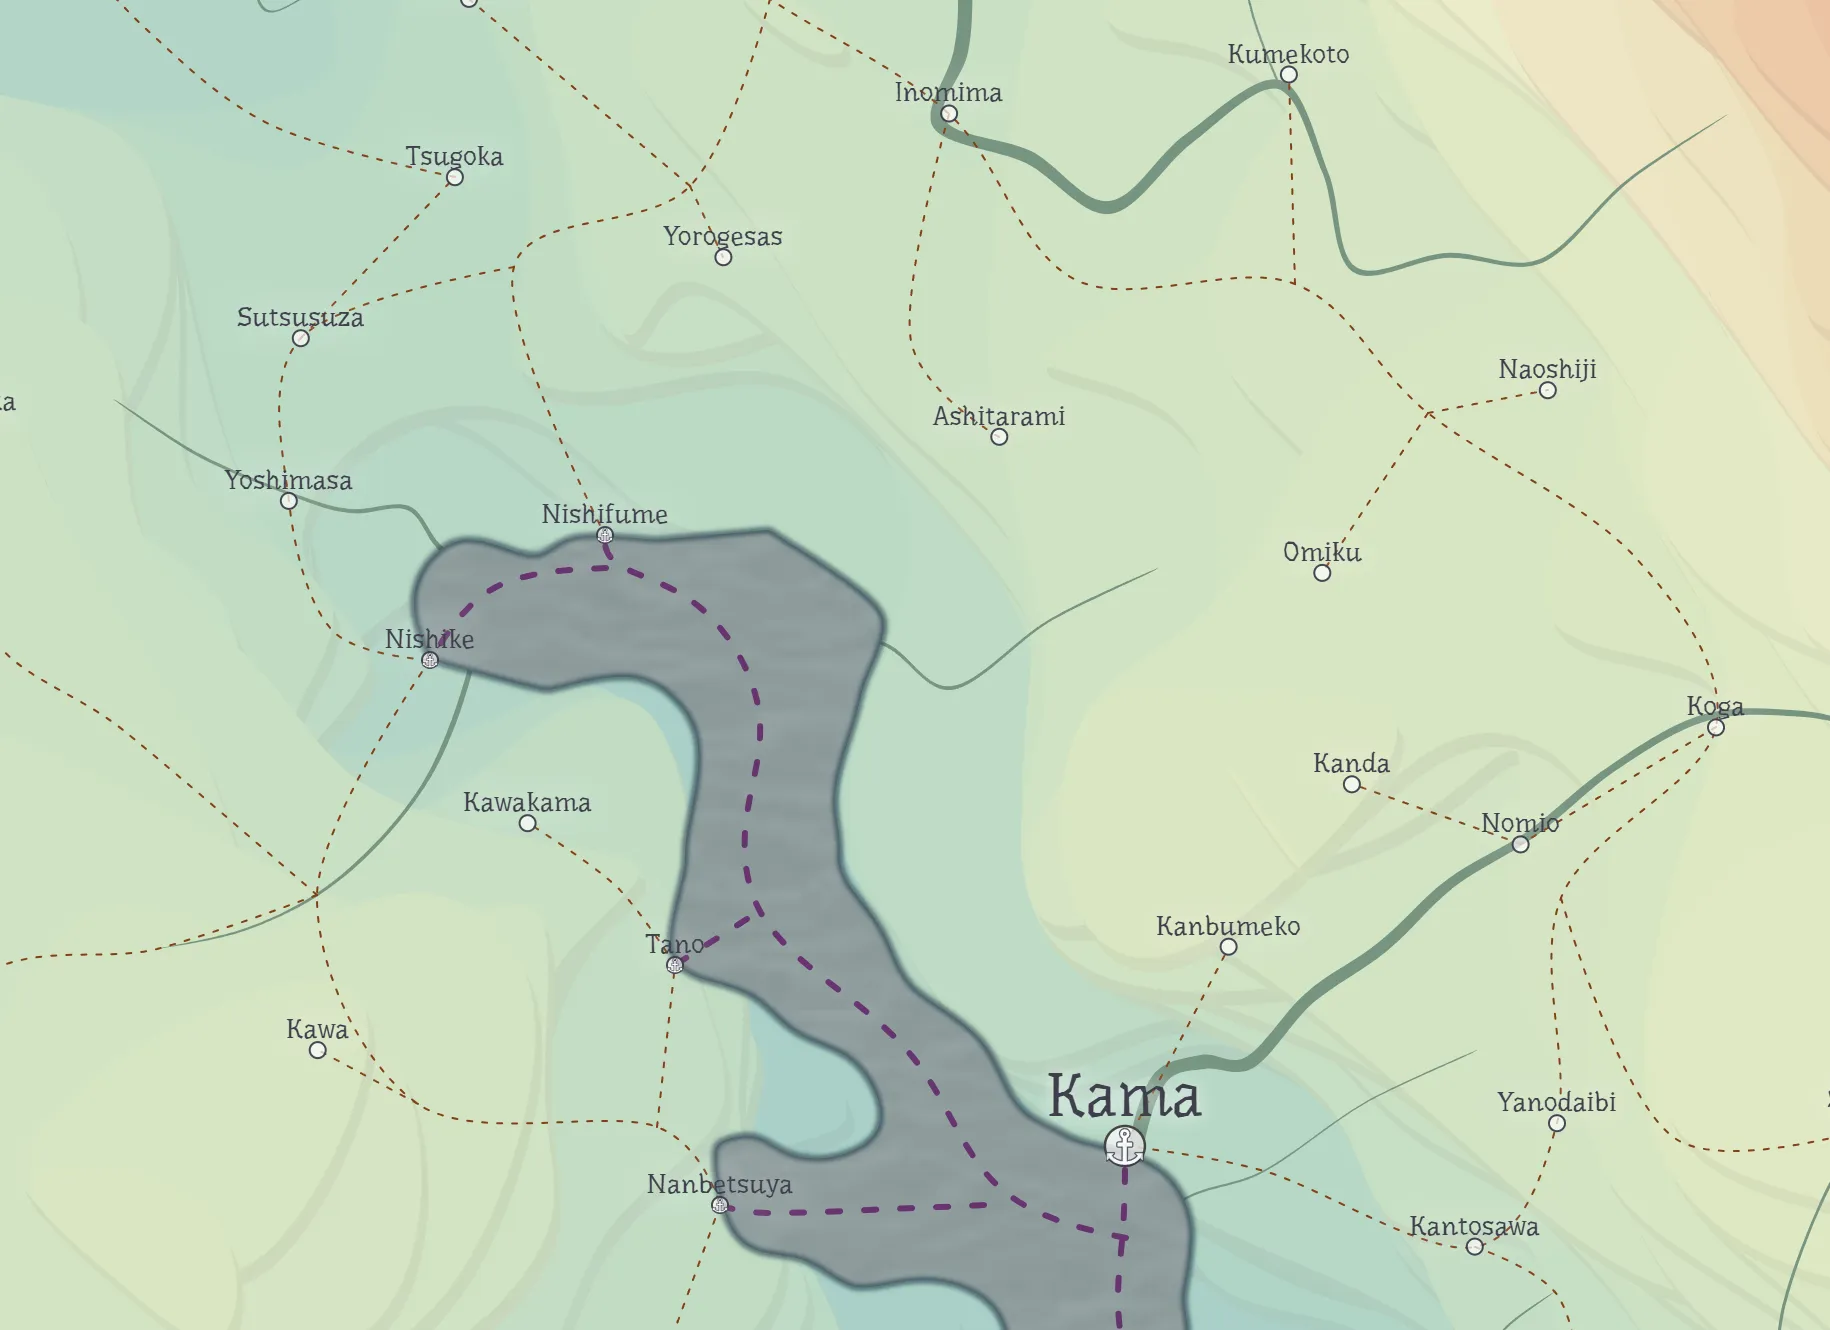 Kumekoto
Inomima
Tsugoka
Yorogesas
Sutsusuza
Naoshiji
a
Ashitarami
Yoshimasa
Nishifume
Omiku
Nishike
Koga
Kanda
Kawakama
Nomio
Kanbumeko
Tano
Kawa
Kama
Yanodaibi
Nanbetsuya
Kantosawa